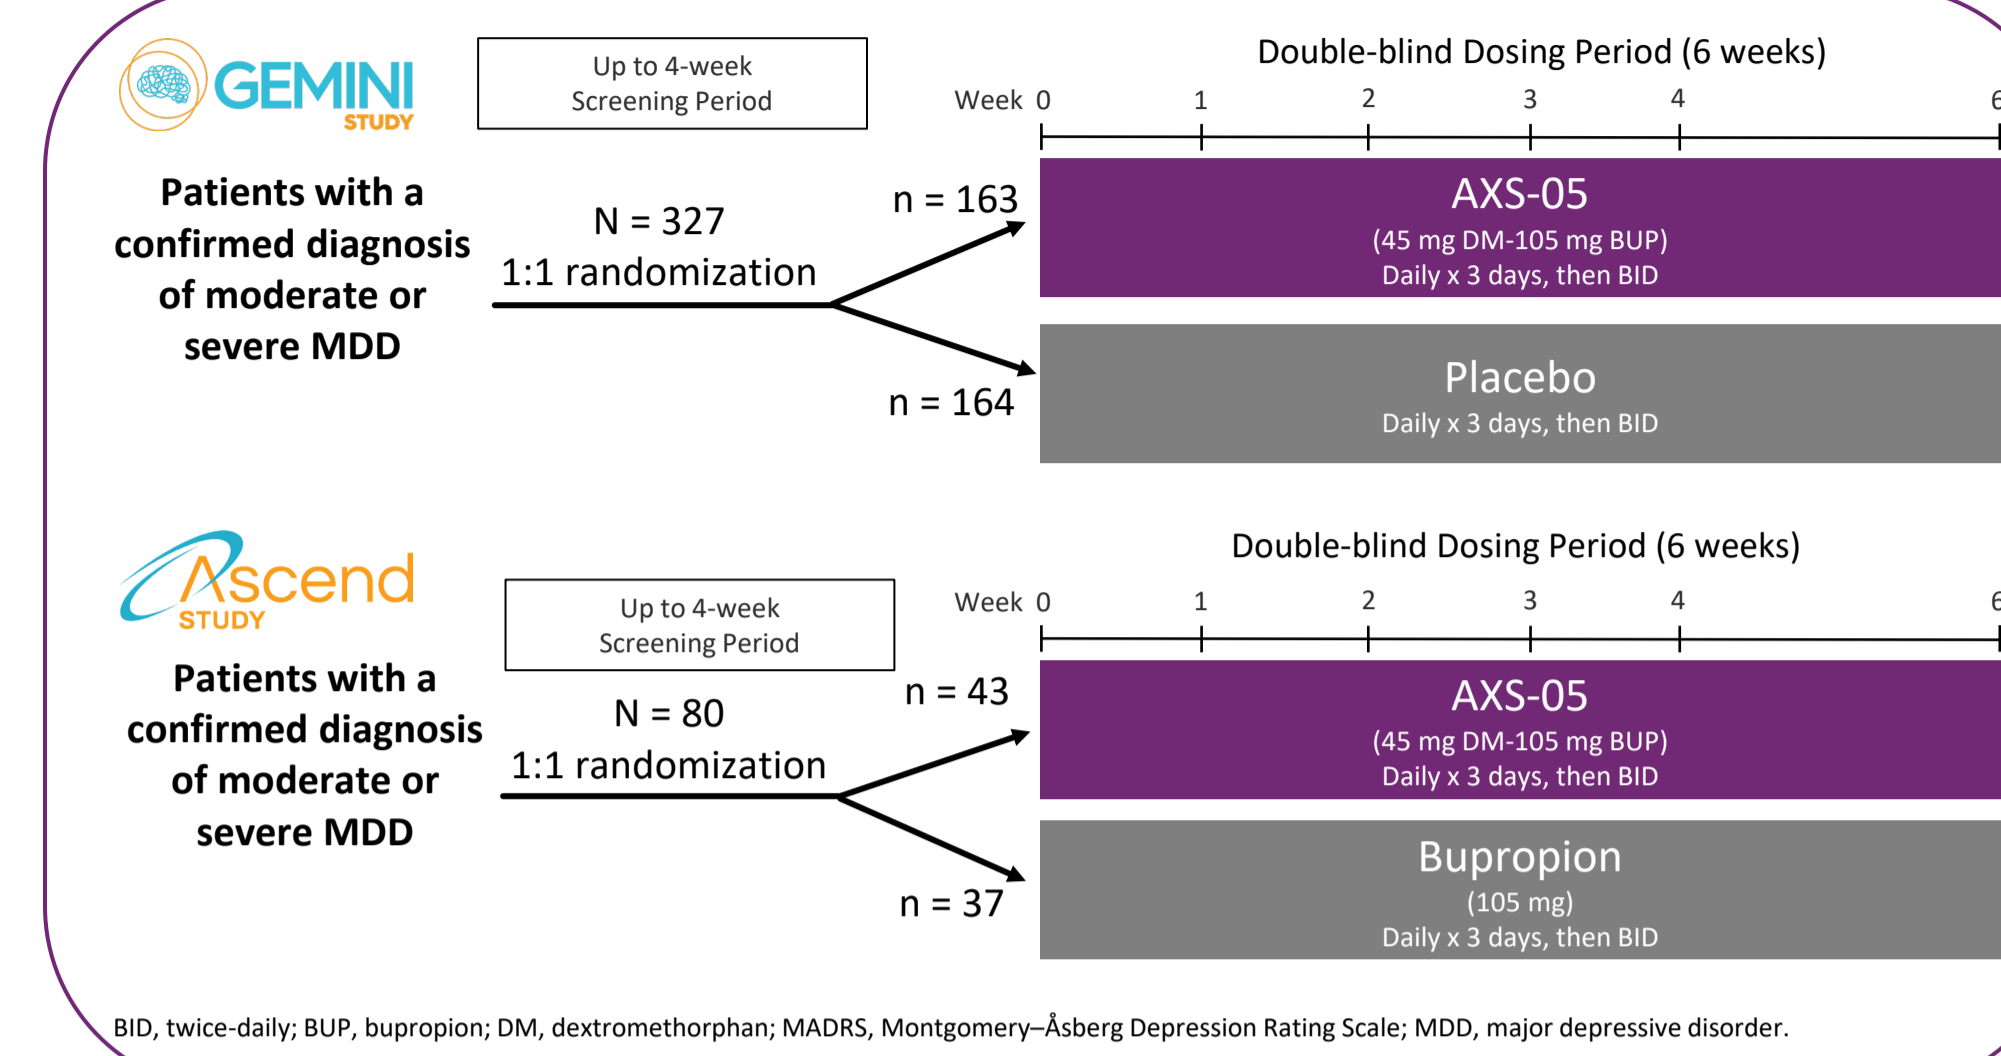 GEMINI
STUDY
Up to 4-week
Screening Period
Double-blind Dosing Period (6 weeks)
Week 0 1 2 3 4 6
Patients with a
confirmed diagnosis
of moderate or
severe MDD
N = 327
1:1 randomization
n = 163
AXS-05
(45 mg DM-105 mg BUP)
Daily x 3 days, then BID
n = 164
Placebo
Daily x 3 days, then BID
Ascend
STUDY
Up to 4-week
Screening Period
Double-blind Dosing Period (6 weeks)
Week 0 1 2 3 4 6
Patients with a
confirmed diagnosis
of moderate or
severe MDD
N = 80
1:1 randomization
n = 43
AXS-05
(45 mg DM-105 mg BUP)
Daily x 3 days, then BID
n = 37
Bupropion
(105 mg)
Daily x 3 days, then BID
BID, twice-daily; BUP, bupropion; DM, dextromethorphan; MADRS, Montgomery–Åsberg Depression Rating Scale; MDD, major depressive disorder.